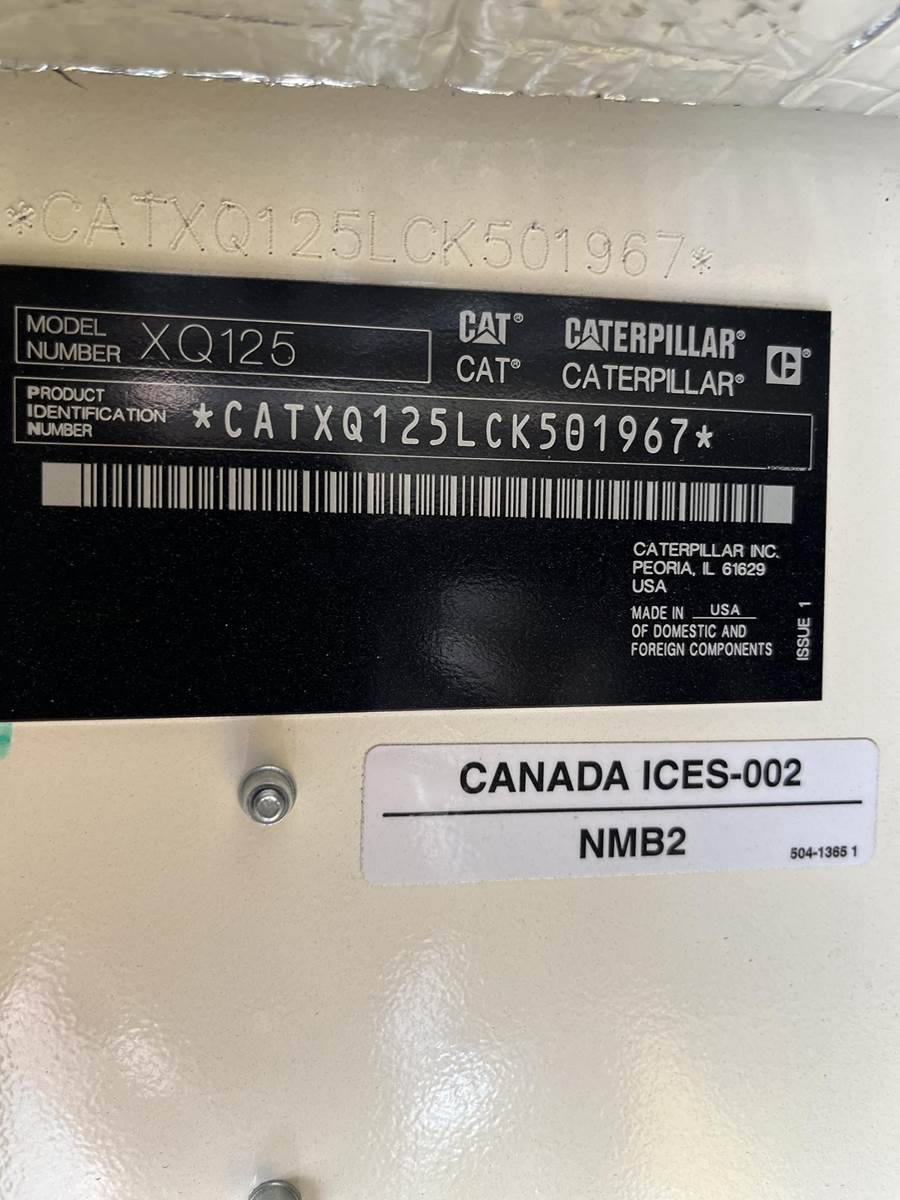 *CATXQ125LCK501967*
MODEL NUMBER XQ125
CAT® CATERPILLAR®
CAT® CATERPILLAR®
PRODUCT IDENTIFICATION NUMBER *CATXQ125LCK501967*
CATERPILLAR INC.
PEORIA, IL 61629
USA
MADE IN USA
OF DOMESTIC AND
FOREIGN COMPONENTS
ISSUE 1
CANADA ICES-002
NMB2
504-1365 1